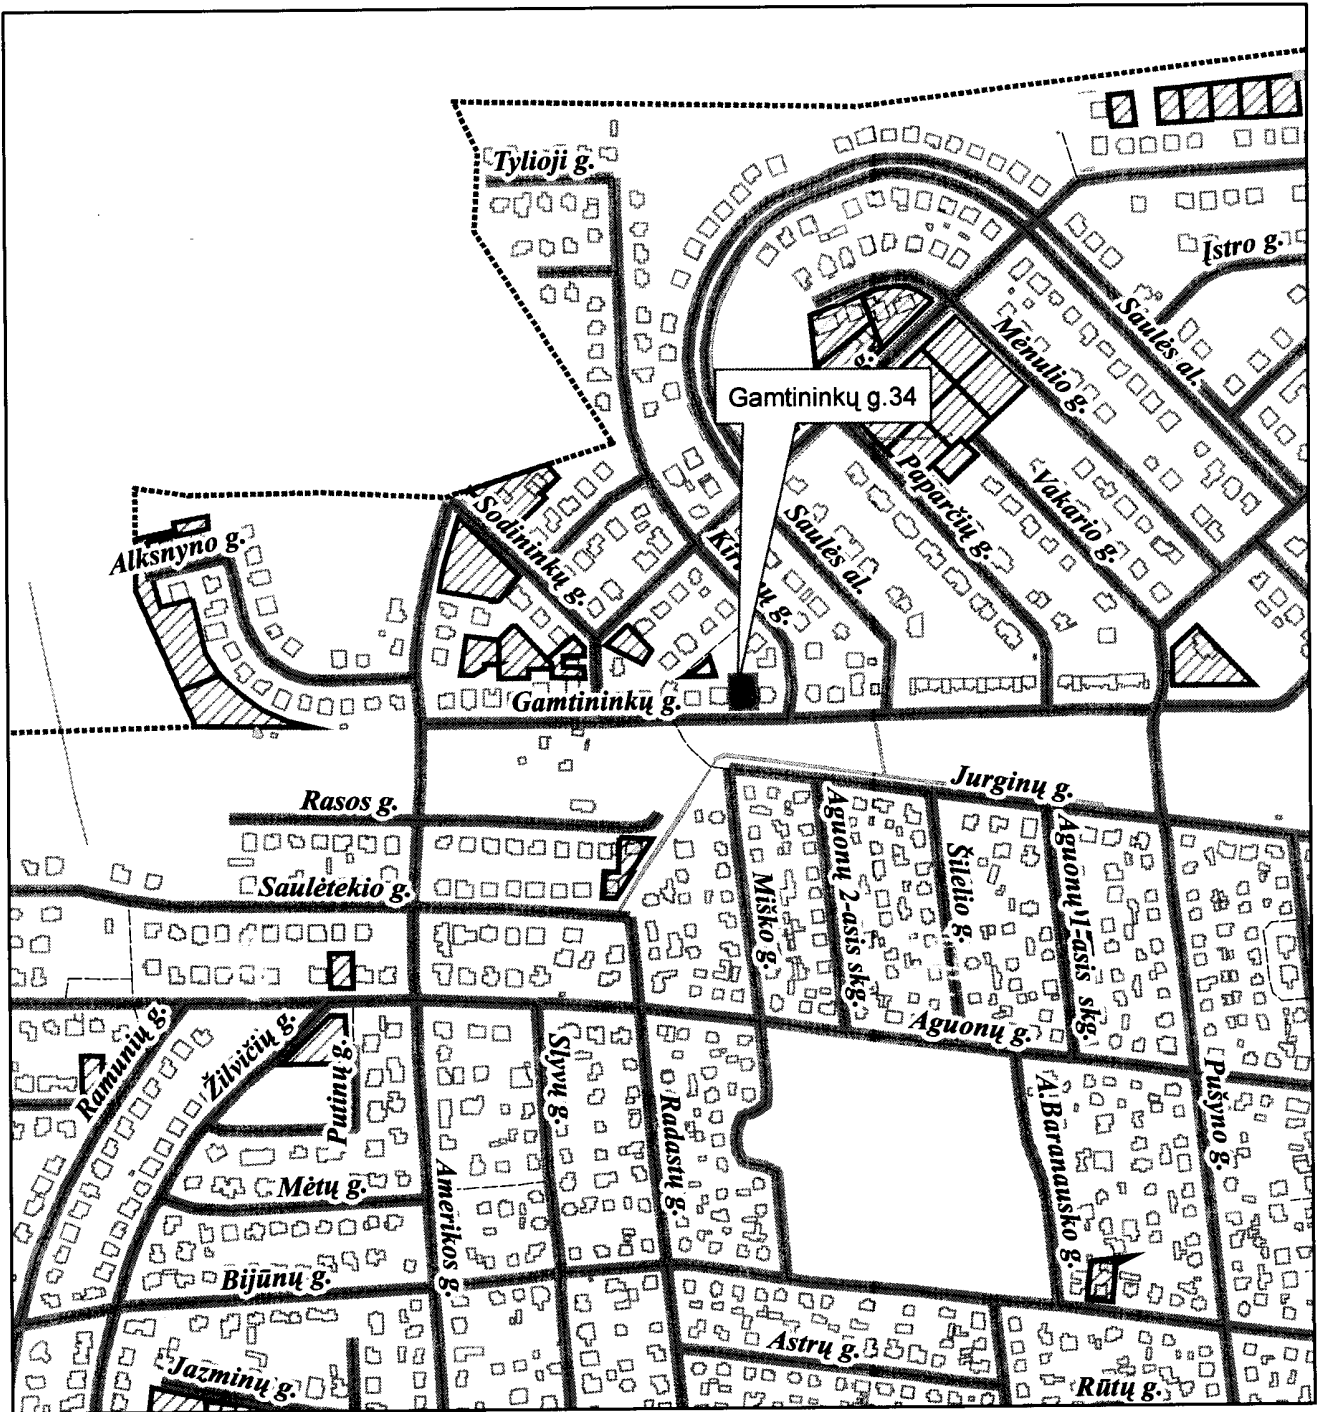 Tylioji g.
Įstro g.
Saulės al.
Mėnulio g.
g.
Gamtininkų g.34
Vakario g.
Paparčių g.
Saulės al.
Sodininkų g.
Alksnyno g.
Gamtininkų g.
Jurginų g.
Rasos g.
Saulėtekio g.
Miško g.
Aguonų 2-asis skg.
Šilelio g.
Aguonų 1-asis skg.
Aguonų g.
Ramunių g.
Žilvičių g.
Putinų g.
Slyvų g.
Radastų g.
A.Baranausko g.
Pušyno g.
Mėtų g.
Amerikos g.
Bijūnų g.
Astrų g.
Jazminų g.
Rūtų g.